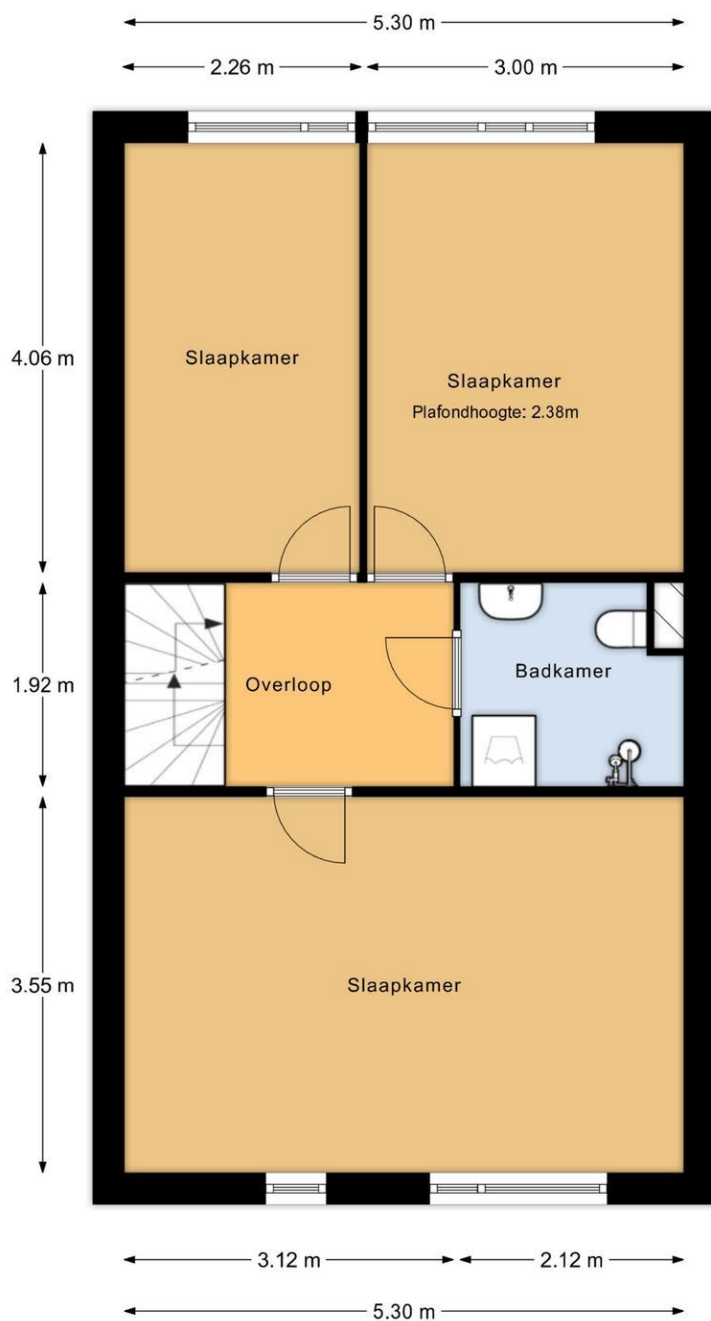 5.30 m
2.26 m
3.00 m
4.06 m
Slaapkamer
Slaapkamer
Plafondhoogte: 2.38m
1.92 m
Overloop
Badkamer
3.55 m
Slaapkamer
3.12 m
2.12 m
5.30 m